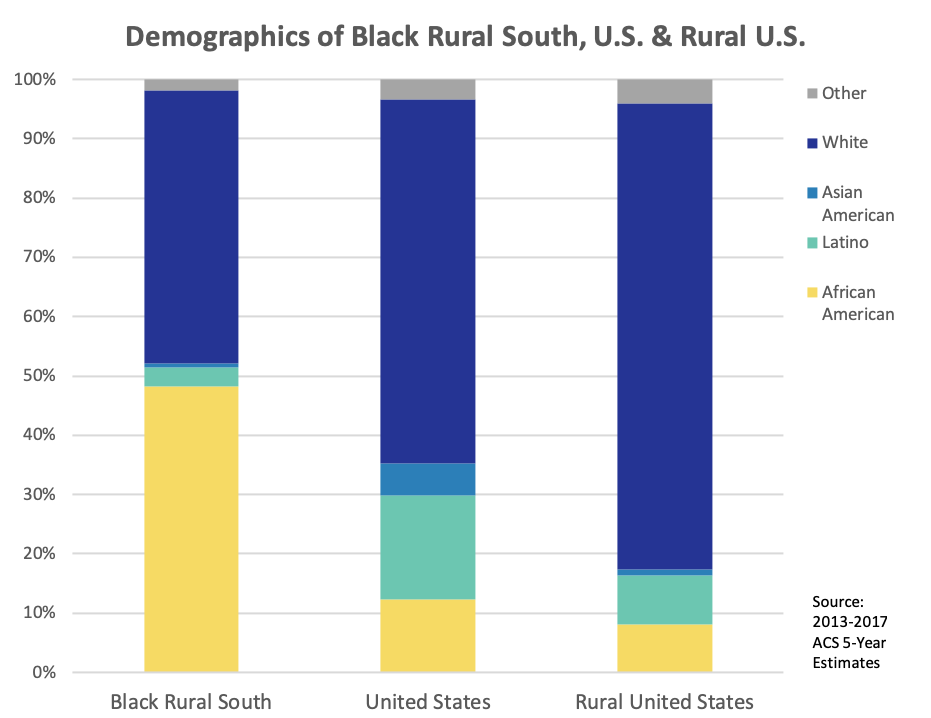 Demographics of Black Rural South, U.S. & Rural U.S.
100%
90%
80%
70%
60%
50%
40%
30%
20%
10%
0%
Black Rural South
United States
Rural United States
Other
White
Asian
American
Latino
African
American
Source:
2013-2017
ACS 5-Year
Estimates